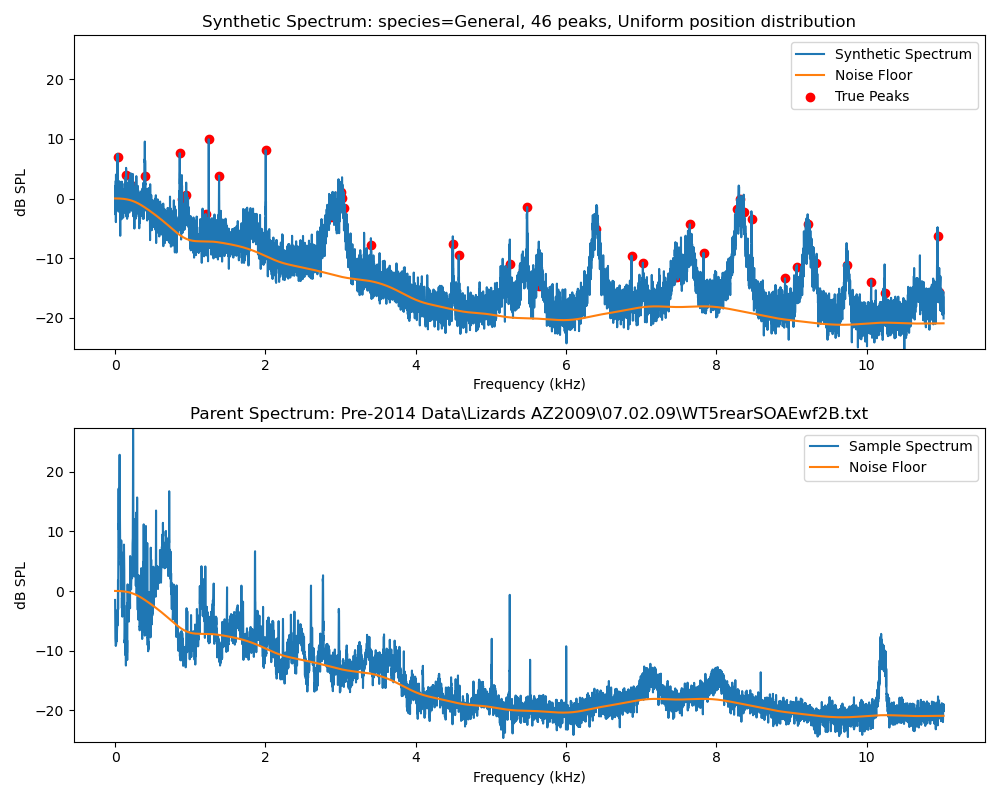 Synthetic Spectrum: species=General, 46 peaks, Uniform position distribution
Synthetic Spectrum
Noise Floor
True Peaks
dB SPL
20
10
0
−10
−20
0 2 4 6 8 10
Frequency (kHz)
Parent Spectrum: Pre-2014 Data\Lizards AZ2009\07.02.09\WT5rearSOAEwf2B.txt
Sample Spectrum
Noise Floor
dB SPL
20
10
0
−10
−20
0 2 4 6 8 10
Frequency (kHz)